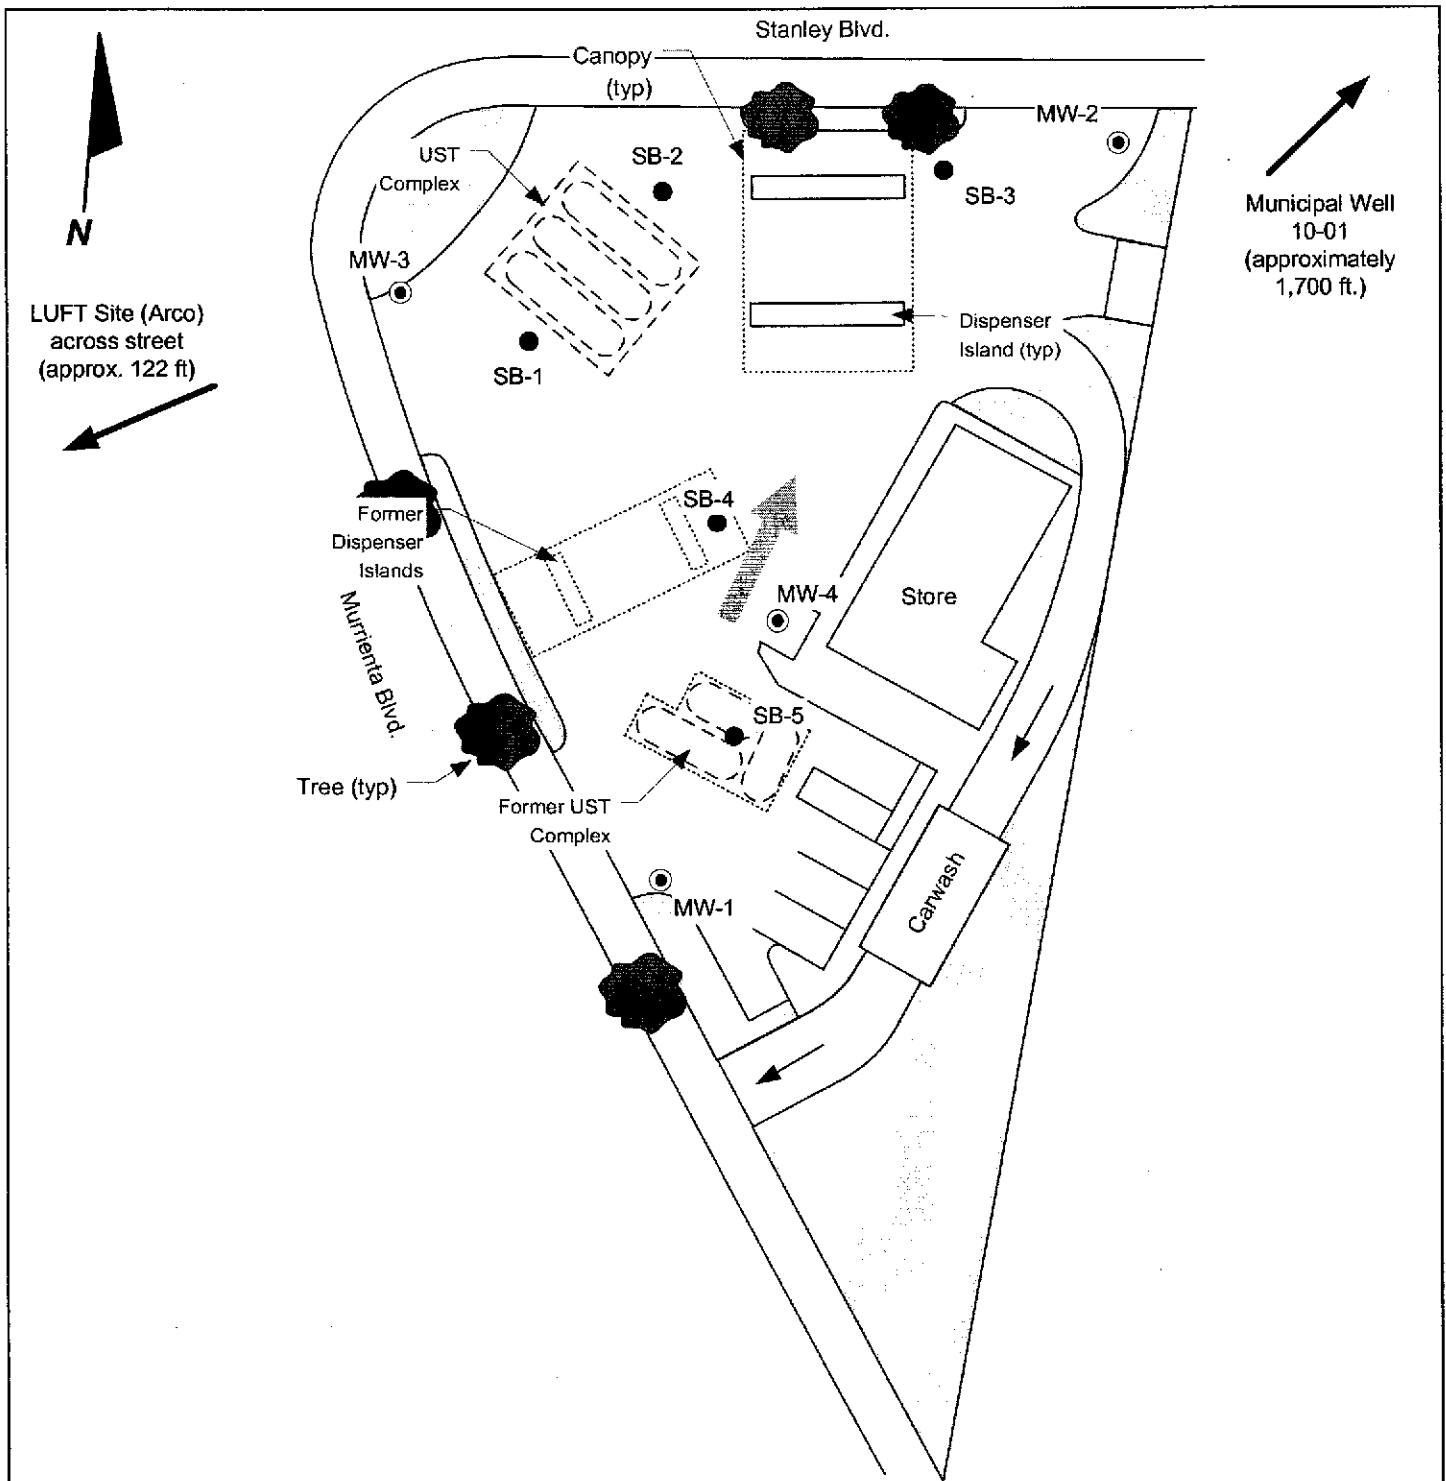 Stanley Blvd.
Canopy
(typ)
MW-2
UST
Complex
SB-2
SB-3
Municipal Well
10-01
(approximately
1,700 ft.)
N
MW-3
LUFT Site (Arco)
across street
(approx. 122 ft)
SB-1
Dispenser
Island (typ)
SB-4
Former
Dispenser
Islands
MW-4
Store
Murrienta Blvd.
SB-5
Tree (typ)
Former UST
Complex
Carwash
MW-1